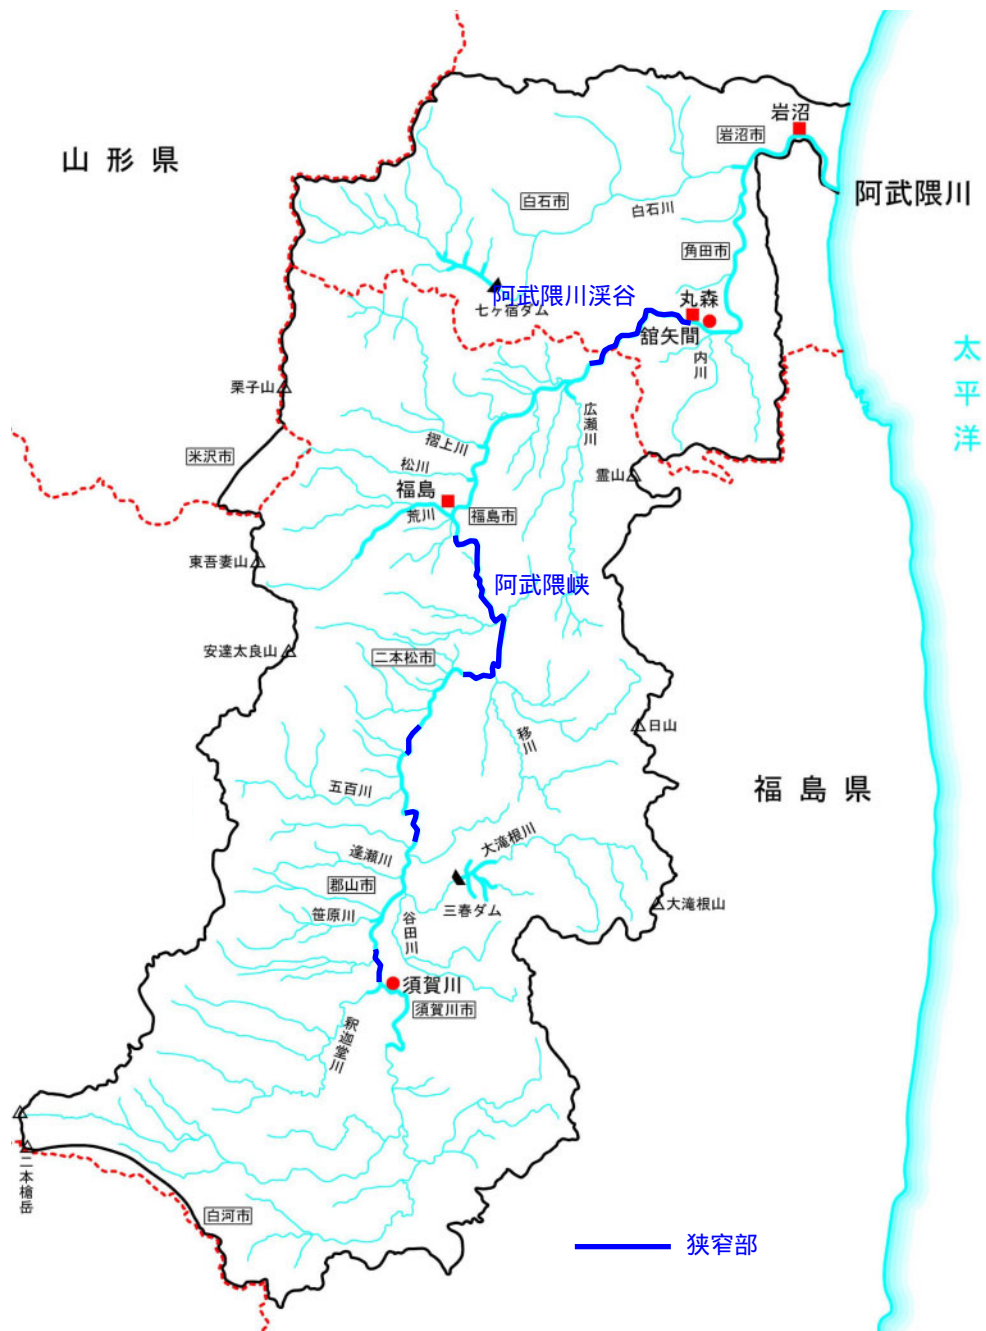 岩沼
岩沼市
山形県
阿武隈川
白石市
白石川
角田市
阿武隈川渓谷
丸森
七ヶ宿ダム
舘矢間
内川
太平洋
栗子山
広瀬川
摺上川
米沢市
松川
霊山
福島
荒川
福島市
東吾妻山
阿武隈峡
安達太良山
二本松市
日山
移川
五百川
福島県
大滝根川
逢瀬川
郡山市
三春ダム
大滝根山
笹原川
谷田川
須賀川
須賀川市
釈迦堂川
二本槍岳
白河市
狭窄部